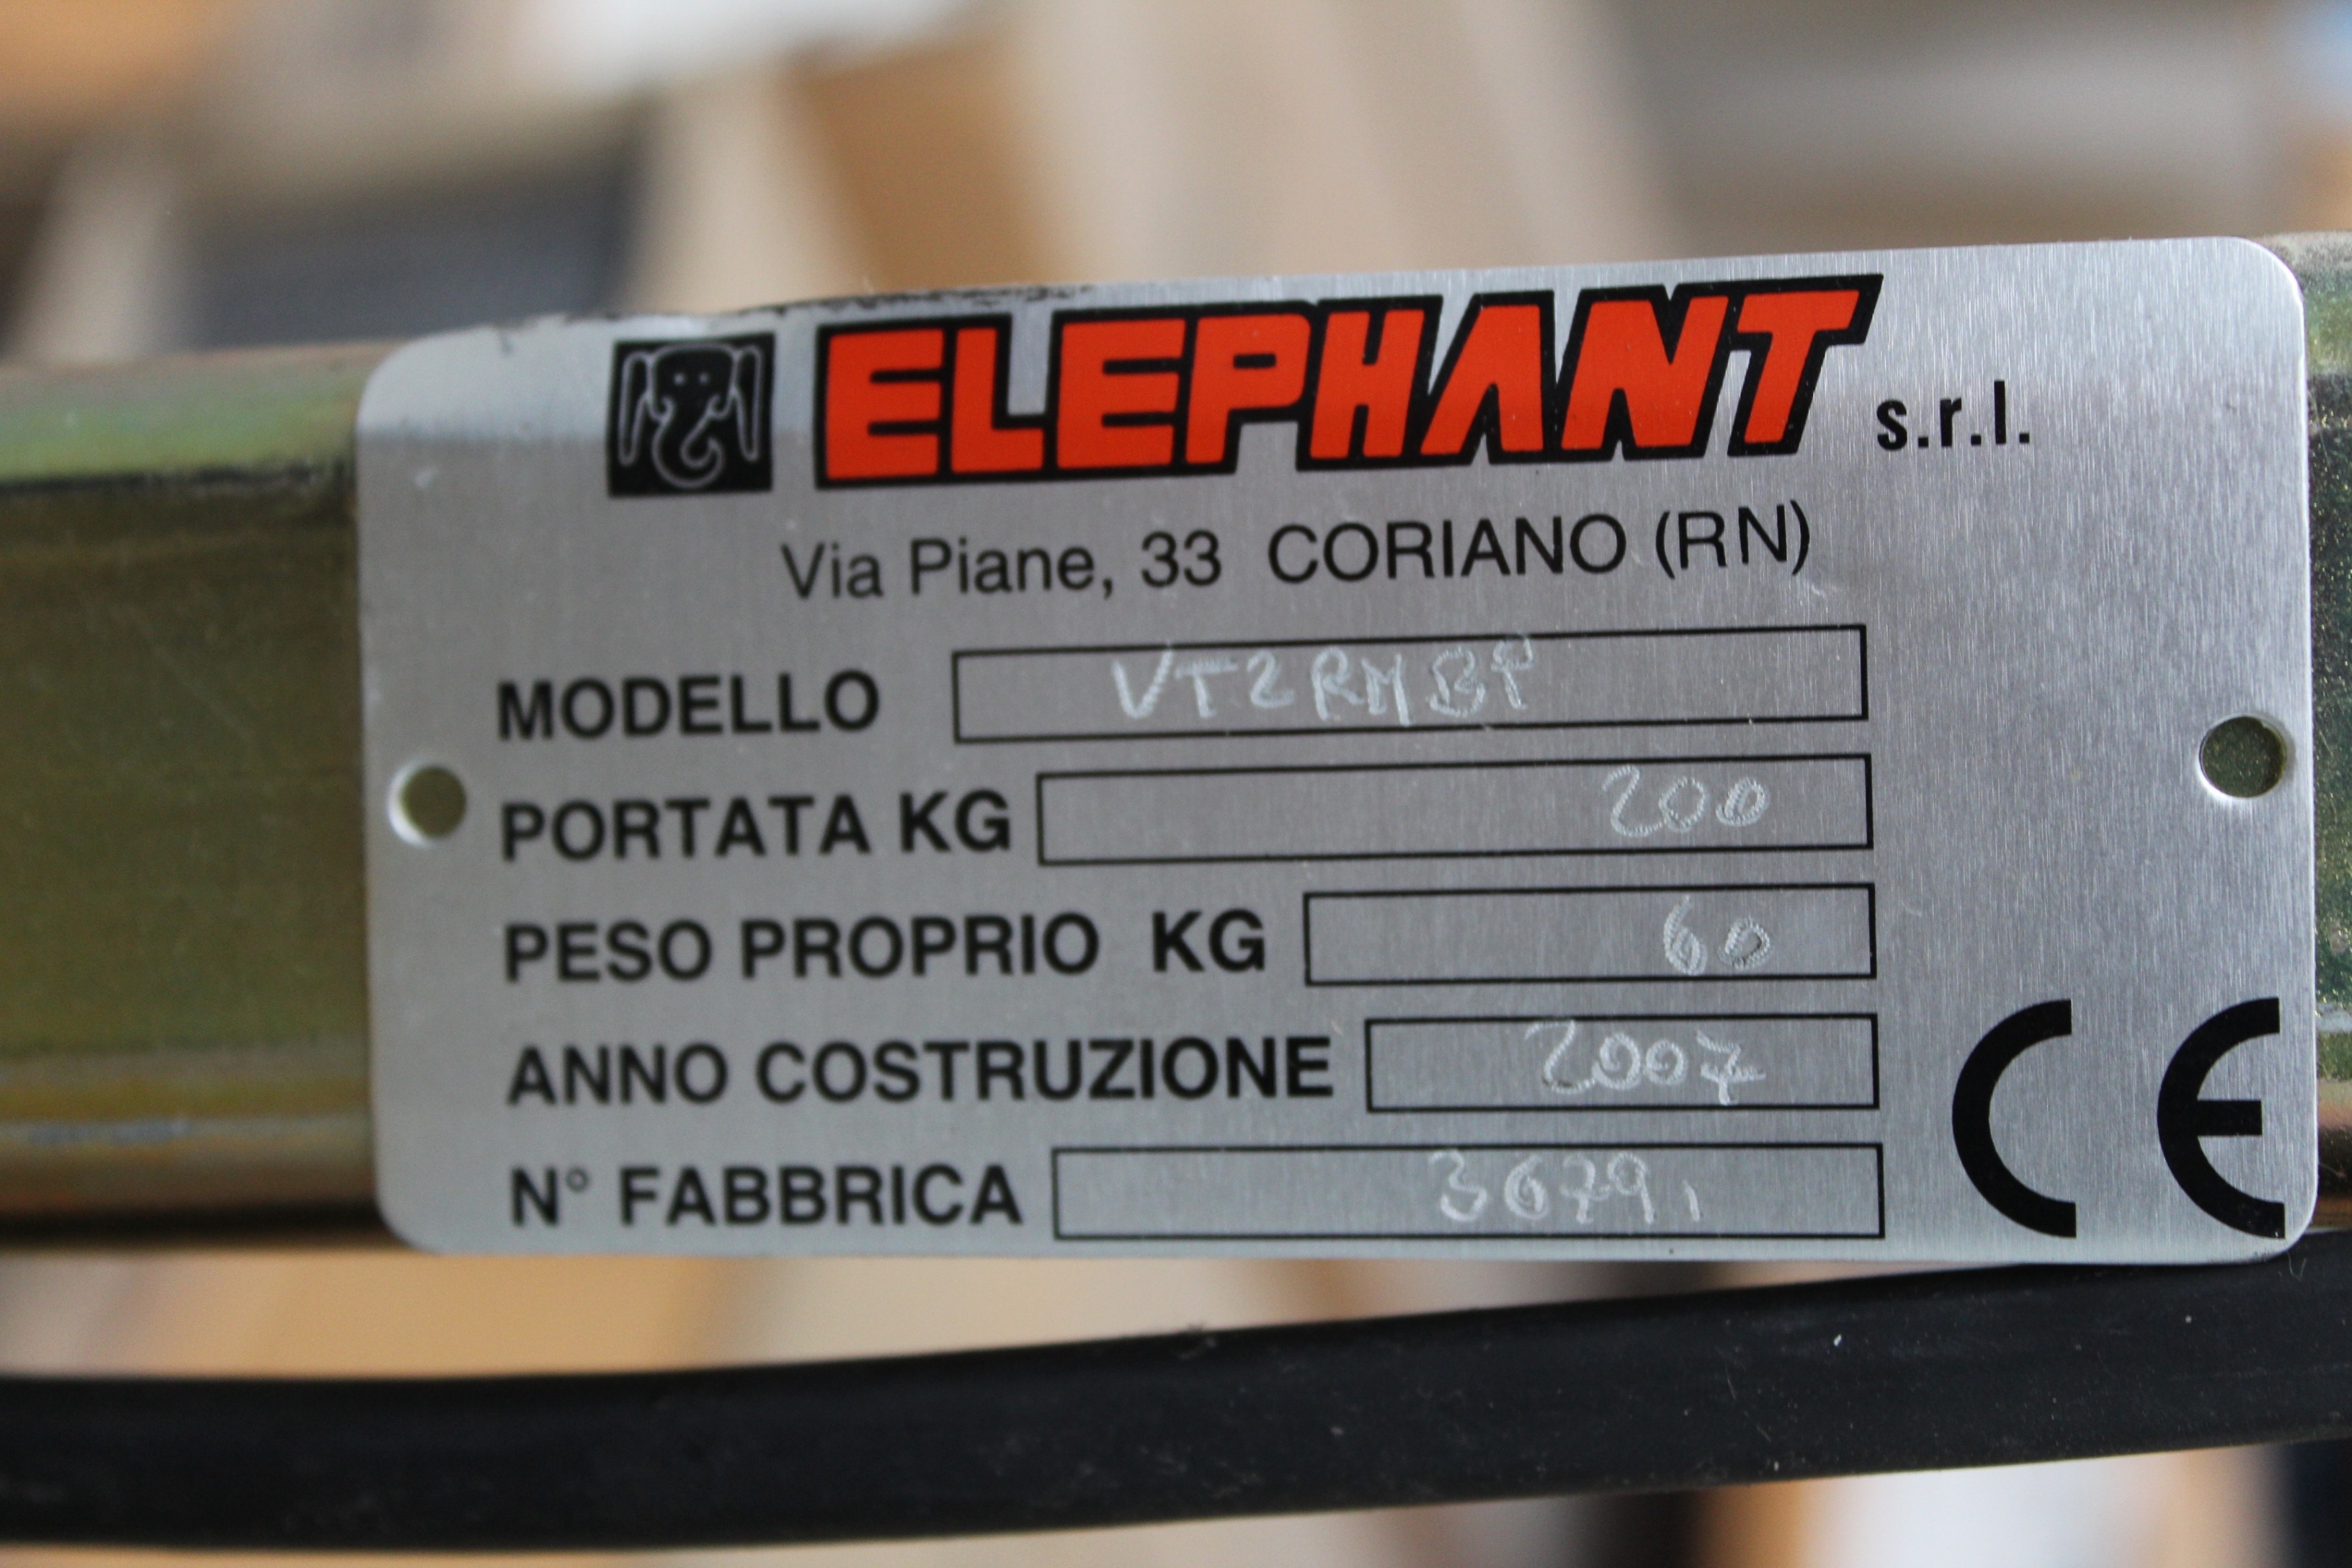 ELEPHANT s.r.l.
Via Piane, 33 CORIANO (RN)
MODELLO VT2RMBP
PORTATA KG 200
PESO PROPRIO KG 60
ANNO COSTRUZIONE 2007
N° FABBRICA 3679,
CE